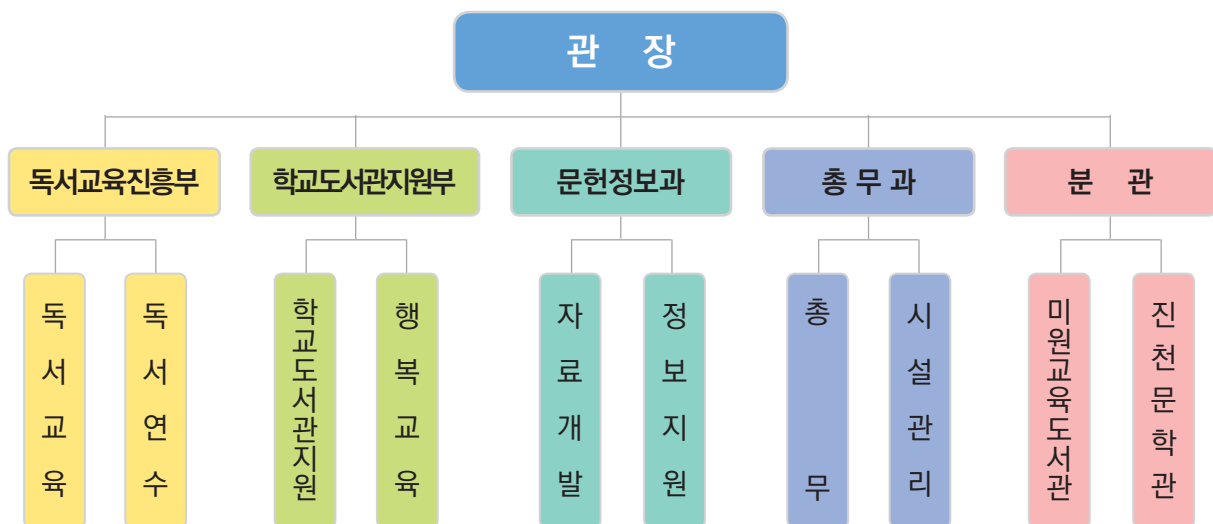 관 장
독서교육진흥부
학교도서관지원부
문헌정보과
총 무 과
분 관
독서교육
독서연수
학교도서관지원
행복교육
자료개발
정보지원
총무
시설관리
미원교육도서관
진천문학관